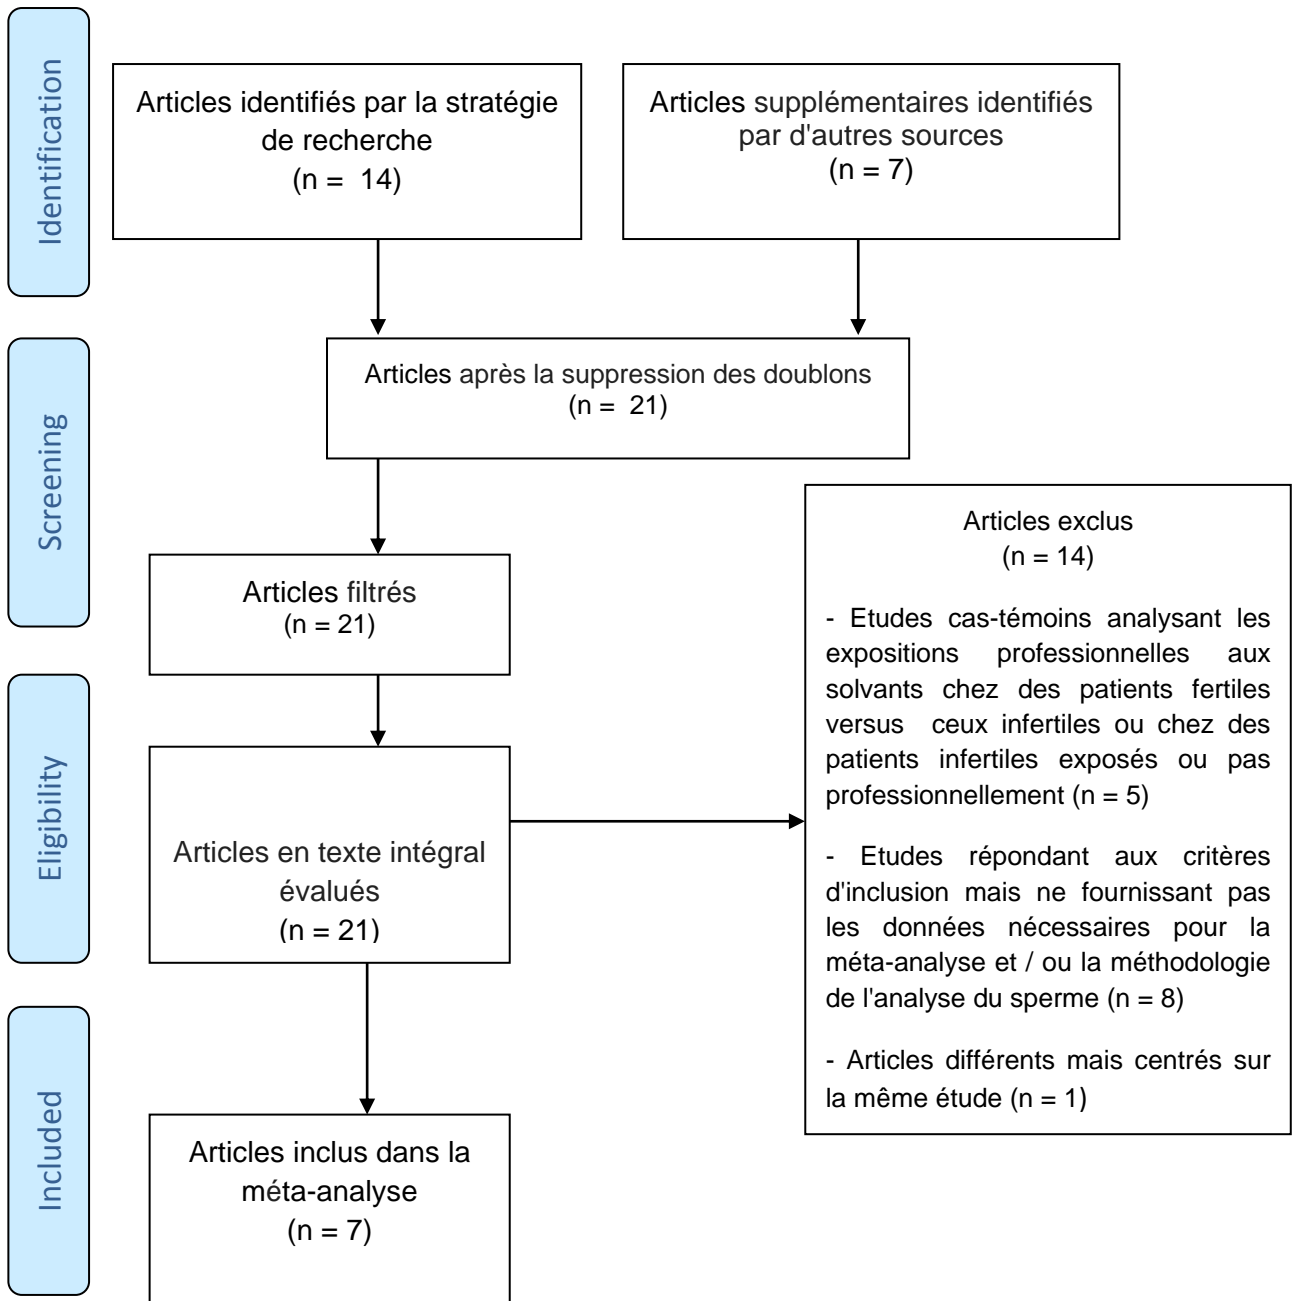 Identification
Articles identifiés par la stratégie
de recherche
(n = 14)
Articles supplémentaires identifiés
par d'autres sources
(n = 7)
Screening
Articles après la suppression des doublons
(n = 21)
Articles filtrés
(n = 21)
Eligibility
Articles en texte intégral
évalués
(n = 21)
Articles exclus
(n = 14)
- Etudes cas-témoins analysant les
expositions professionnelles aux
solvants chez des patients fertiles
versus ceux infertiles ou chez des
patients infertiles exposés ou pas
professionnellement (n = 5)
- Etudes répondant aux critères
d'inclusion mais ne fournissant pas
les données nécessaires pour la
méta-analyse et / ou la méthodologie
de l'analyse du sperme (n = 8)
- Articles différents mais centrés sur
la même étude (n = 1)
Included
Articles inclus dans la
méta-analyse
(n = 7)